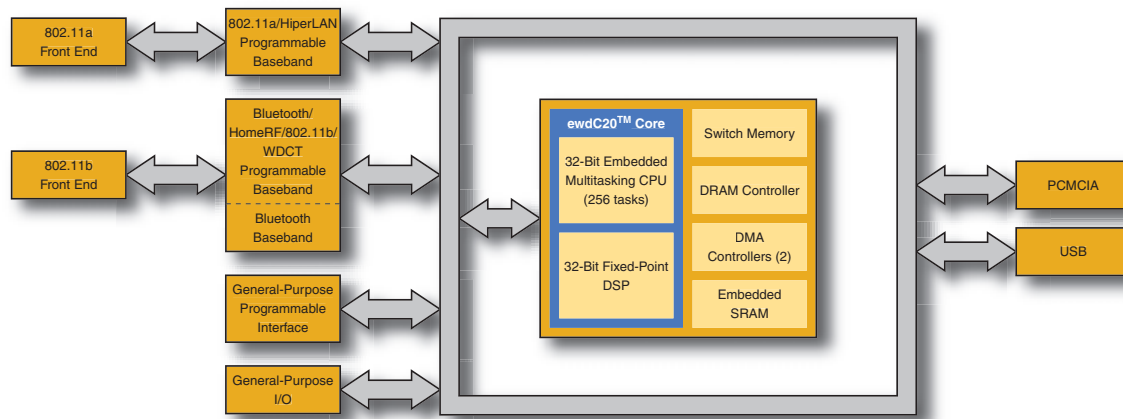 802.11a
Front End
802.11a/HiperLAN
Programmable
Baseband
802.11b
Front End
Bluetooth/
HomeRF/802.11b/
WDCT
Programmable
Baseband
Bluetooth
Baseband
General-Purpose
Programmable
Interface
General-Purpose
I/O
ewdC20™ Core
32-Bit Embedded
Multitasking CPU
(256 tasks)
32-Bit Fixed-Point
DSP
Switch Memory
DRAM Controller
DMA
Controllers (2)
Embedded
SRAM
PCMCIA
USB